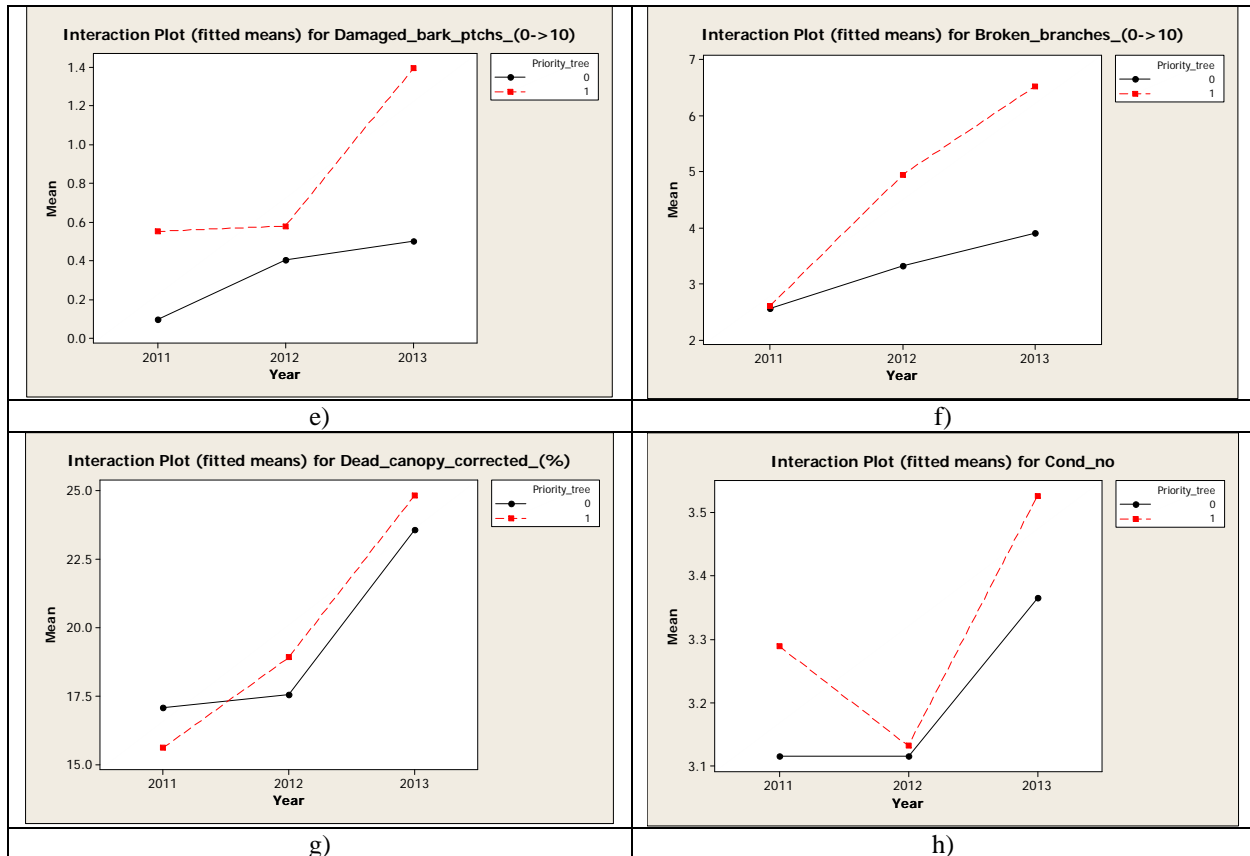 Interaction Plot (fitted means) for Damaged_bark_ptchs_(0->10)
Priority_tree
0
1
1.4
1.2
1.0
0.8
0.6
0.4
0.2
0.0
Mean
2011 2012 2013
Year
e)
Interaction Plot (fitted means) for Broken_branches_(0->10)
Priority_tree
0
1
7
6
5
4
3
2
Mean
2011 2012 2013
Year
f)
Interaction Plot (fitted means) for Dead_canopy_corrected_(%)
Priority_tree
0
1
25.0
22.5
20.0
17.5
15.0
Mean
2011 2012 2013
Year
g)
Interaction Plot (fitted means) for Cond_no
Priority_tree
0
1
3.5
3.4
3.3
3.2
3.1
Mean
2011 2012 2013
Year
h)